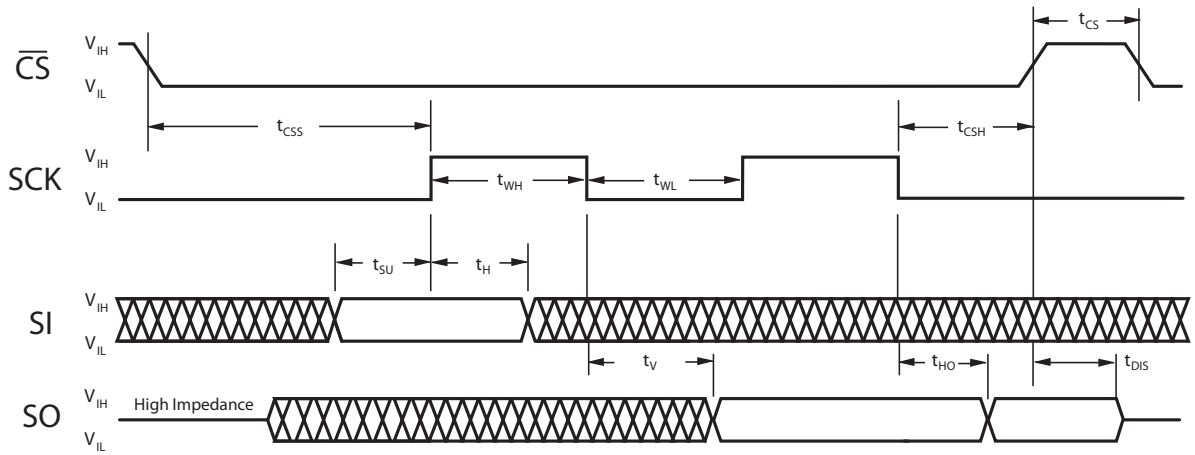 t_CS
V_IH
C̅S̅
V_IL
t_CSS
t_CSH
V_IH
SCK
t_WH
t_WL
V_IL
t_SU
t_H
V_IH
SI
V_IL
t_V
t_HO
t_DIS
V_IH
High Impedance
SO
V_IL